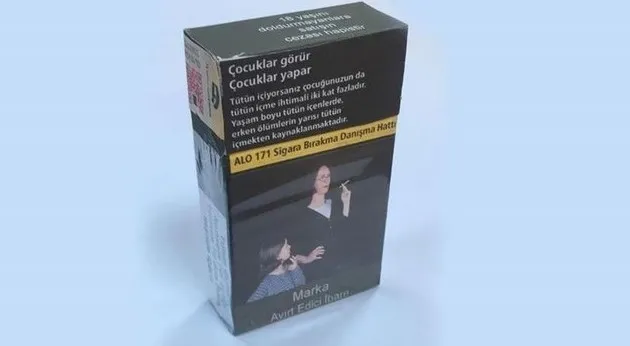 18 yaşını
doldurmayanlara
satışın
cezası hapistir
Çocuklar görür
Çocuklar yapar
Tütün içiyorsanız çocuğunuzun da
tütün içme ihtimali iki kat fazladır.
Yaşam boyu tütün içenlerde,
erken ölümlerin yarısı tütün
içmekten kaynaklanmaktadır.
ALO 171 Sigara Bırakma Danışma Hattı
Marka
Ayırt Edici İbare